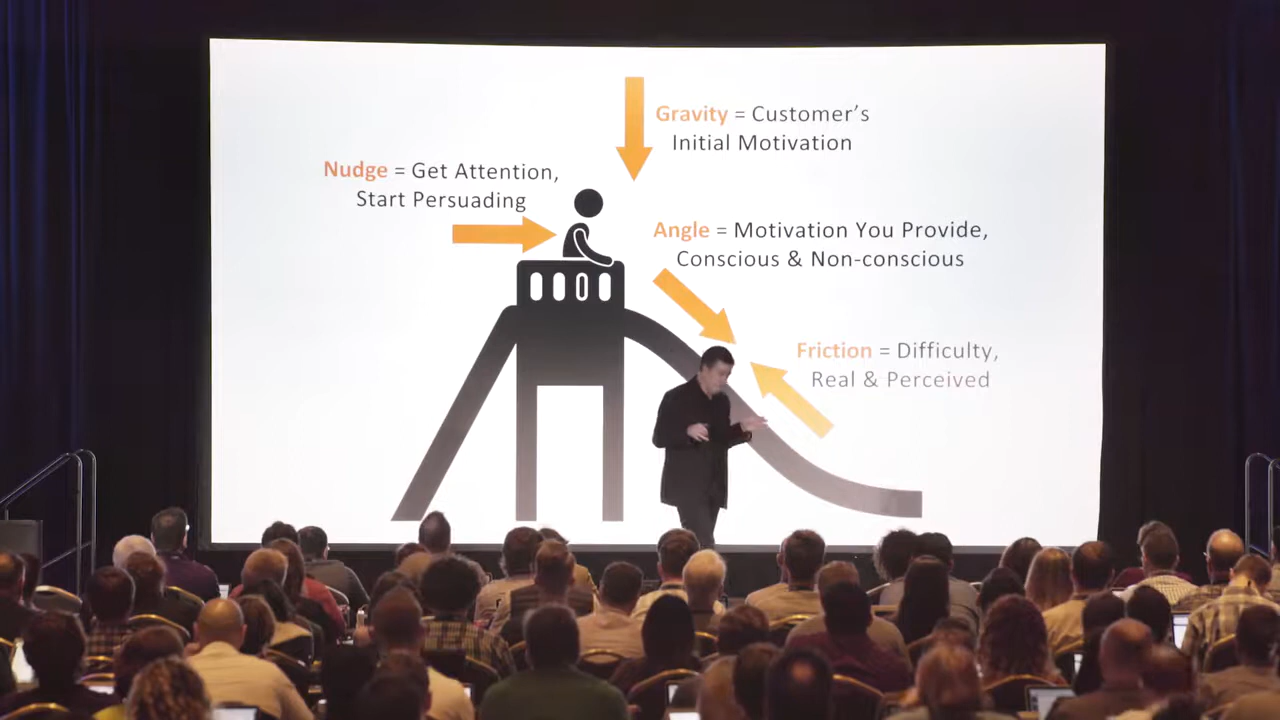 Gravity = Customer's
Initial Motivation
Nudge = Get Attention,
Start Persuading
Angle = Motivation You Provide,
Conscious & Non-conscious
Friction = Difficulty,
Real & Perceived